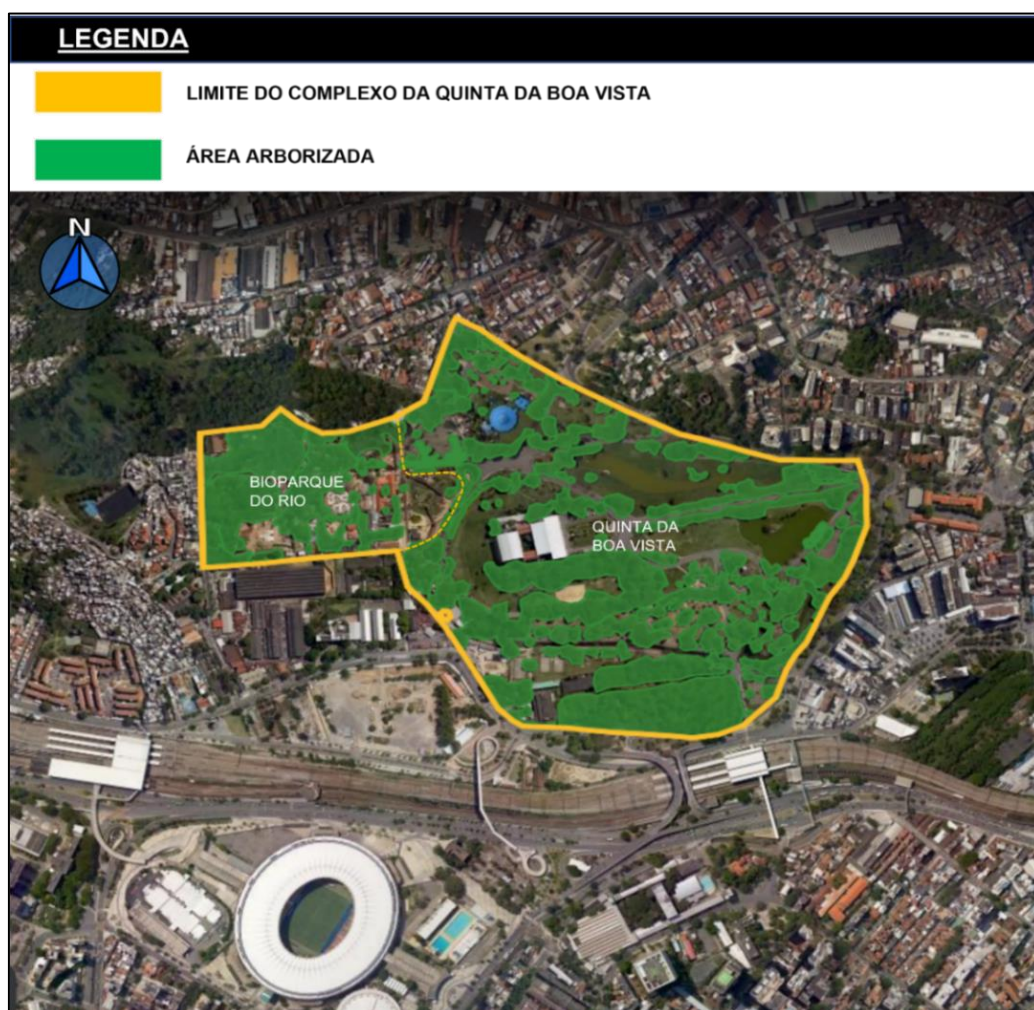 LEGENDA
LIMITE DO COMPLEXO DA QUINTA DA BOA VISTA
ÁREA ARBORIZADA
N
BIOPARQUE
DO RIO
QUINTA DA
BOA VISTA